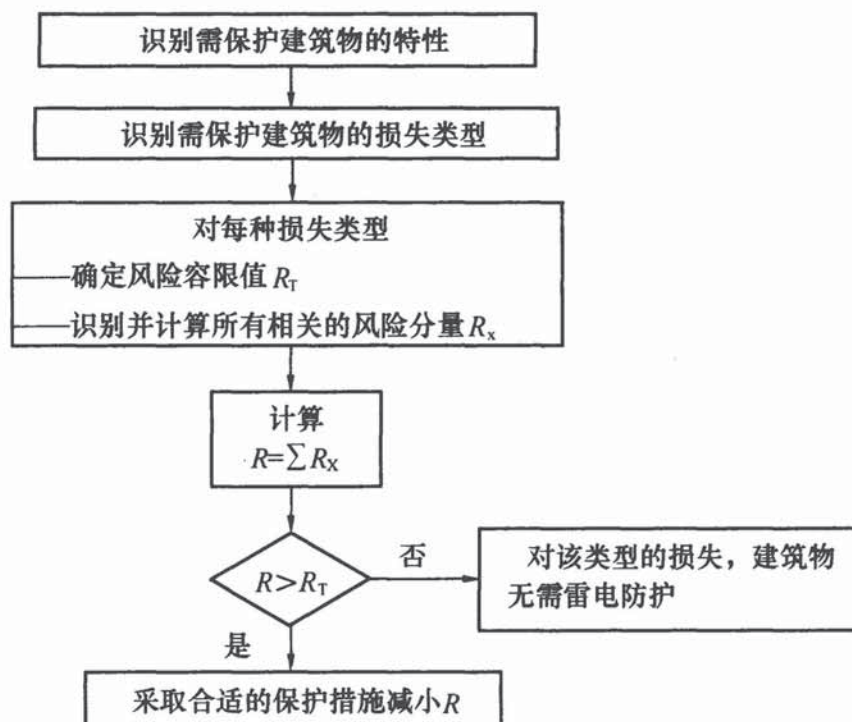 识别需保护建筑物的特性
识别需保护建筑物的损失类型
对每种损失类型
——确定风险容限值 R_T
——识别并计算所有相关的风险分量 R_x
计算
R=∑R_X
R>R_T
否
对该类型的损失，建筑物
无需雷电防护
是
采取合适的保护措施减小 R